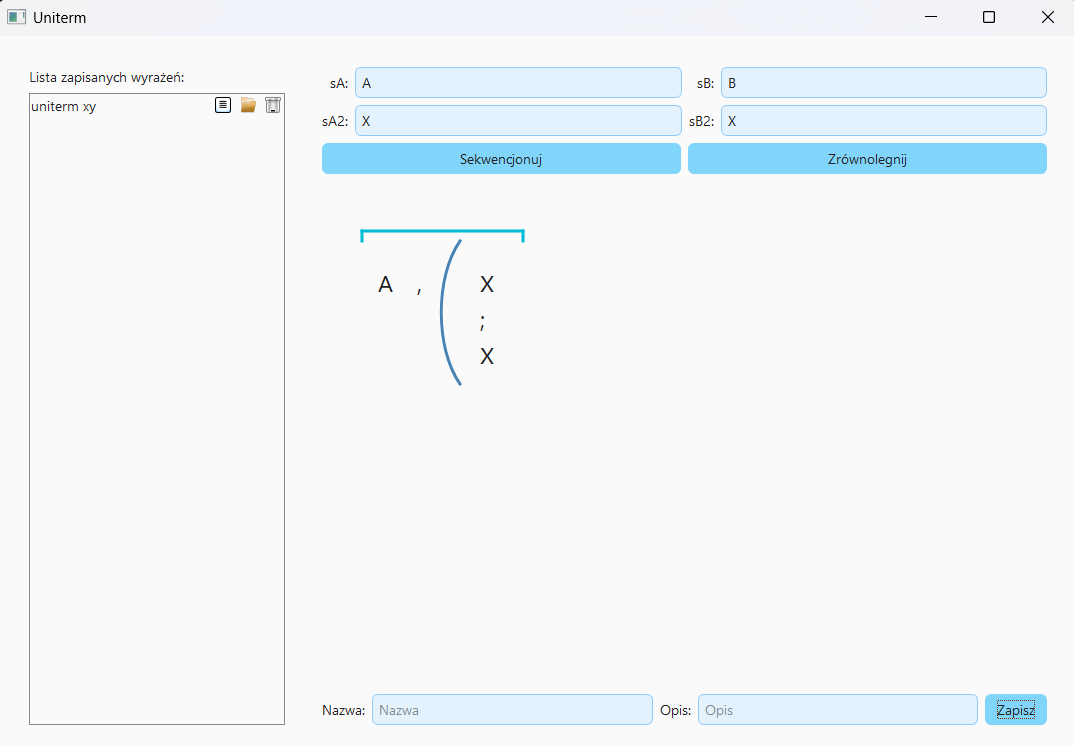 Uniterm
Lista zapisanych wyrażeń:
uniterm xy
sA: A sB: B
sA2: X sB2: X
Sekwencjonuj Zrównolegnij
A , X
;
X
Nazwa: Nazwa Opis: Opis Zapisz